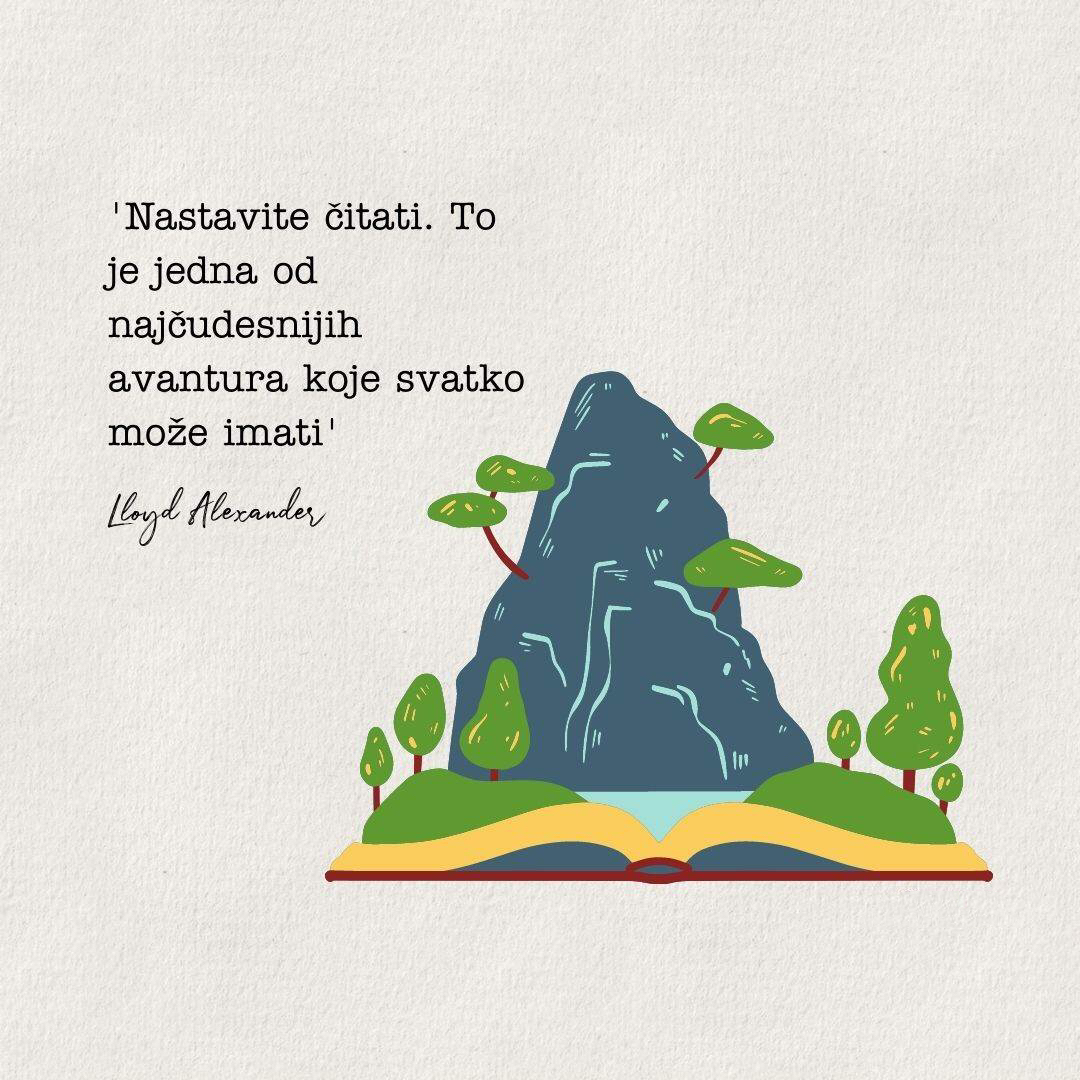 'Nastavite čitati. To
je jedna od
najčudesnijih
avantura koje svatko
može imati'
Lloyd Alexander